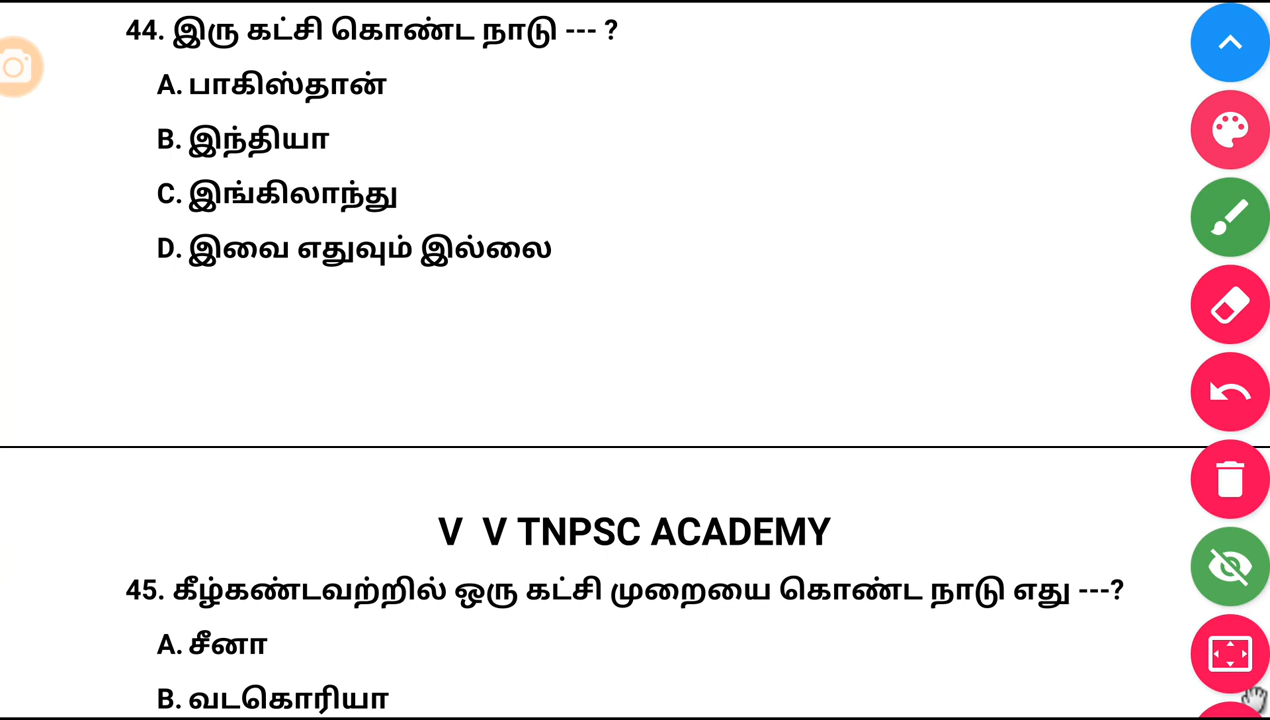 44. இரு கட்சி கொண்ட நாடு --- ?
A. பாகிஸ்தான்
B. இந்தியா
C. இங்கிலாந்து
D. இவை எதுவும் இல்லை
V V TNPSC ACADEMY
45. கீழ்கண்டவற்றில் ஒரு கட்சி முறையை கொண்ட நாடு எது ---?
A. சீனா
B. வடகொரியா